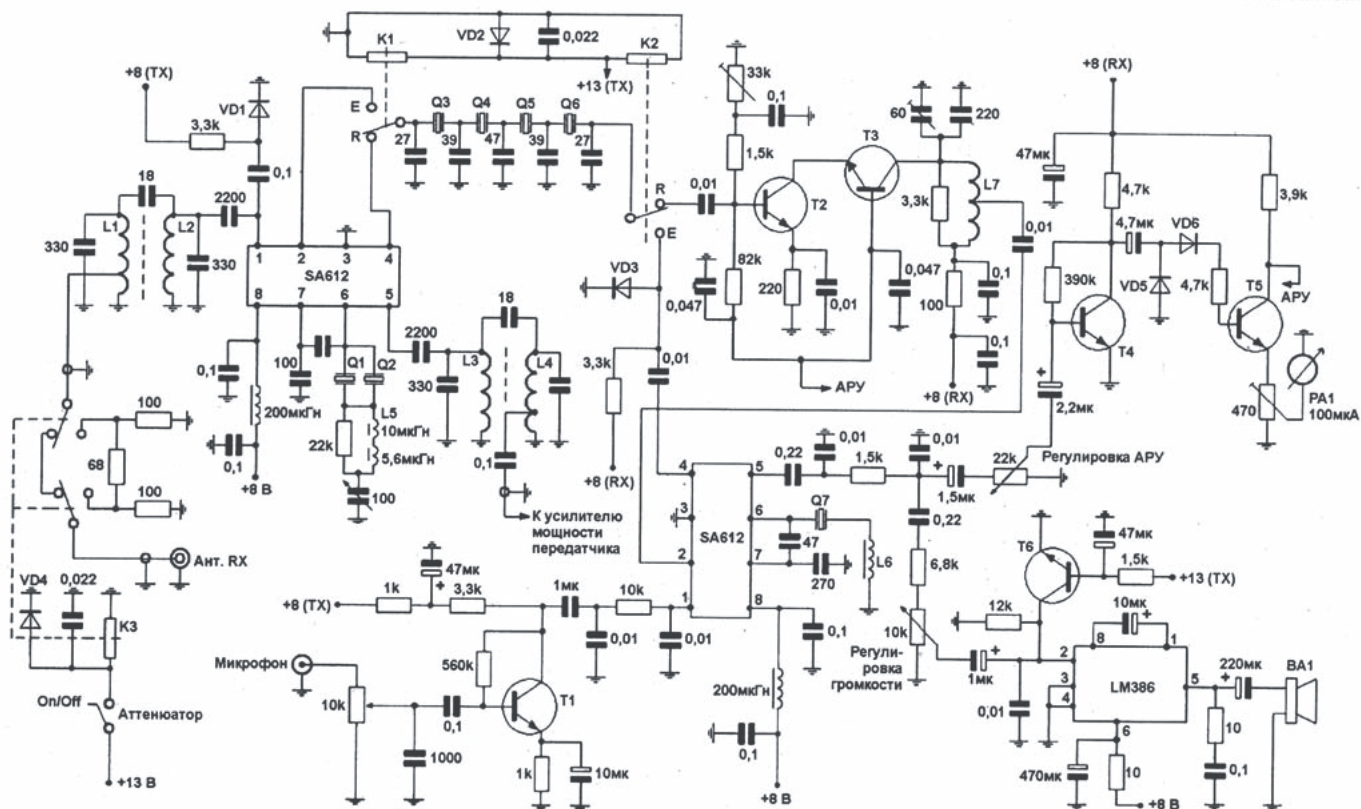 K1
VD2
0,022
K2
+13 (TX)
+8 (TX)
VD1
3,3k
0,1
18
2200
L1
L2
330
330
E
R
Q3
Q4
Q5
Q6
27
39
47
39
27
33k
0,1
1,5k
T3
60
220
+8 (RX)
47мк
4,7k
3,9k
0,01
R
E
T2
3,3k
L7
0,01
4,7мк
VD6
1
2
3
4
SA612
8
7
6
5
VD3
0,047
82k
220
0,01
0,047
100
0,1
0,1
390k
VD5
4,7k
T5
АРУ
T4
18
2200
0,1
100
Q1
Q2
330
L3
L4
3,3k
0,01
АРУ
+8 (RX)
2,2мк
470
PA1
100мкА
100
200мкГн
L5
10мкГн
5,6мкГн
22k
0,1
68
100
0,1
+8 В
100
+8 (RX)
0,01
0,22
1,5k
0,01
22k
Регулировка АРУ
1,5мк
4
5
3
SA612
6
2
7
1
8
Q7
47
270
L6
0,22
6,8k
К усилителю
мощности
передатчика
Ант. RX
T6
47мк
1,5k
+13 (TX)
VD4
0,022
K3
+8 (TX)
1k
47мк
3,3k
1мк
10k
0,01
0,01
0,1
10k
Регули-
ровка
громкости
12k
10мк
8
1
2
3
4
LM386
5
6
1мк
0,01
220мк
BA1
Микрофон
560k
T1
10k
0,1
1000
1k
10мк
200мкГн
0,1
+8 В
On/Off
Аттенюатор
+13 В
470мк
10
10
0,1
+8 В